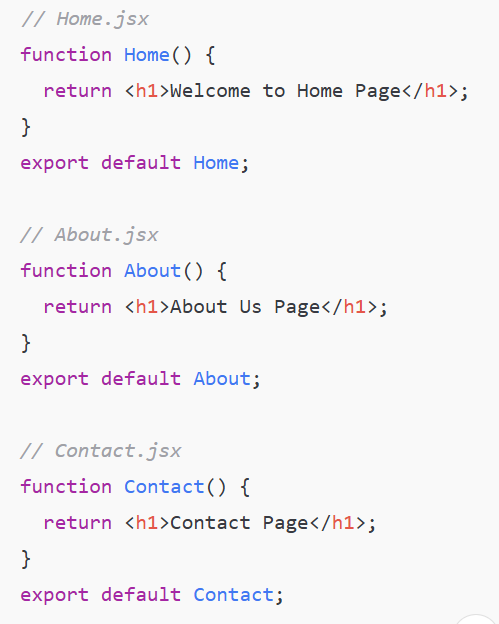 // Home.jsx
function Home() {
  return <h1>Welcome to Home Page</h1>;
}
export default Home;

// About.jsx
function About() {
  return <h1>About Us Page</h1>;
}
export default About;

// Contact.jsx
function Contact() {
  return <h1>Contact Page</h1>;
}
export default Contact;